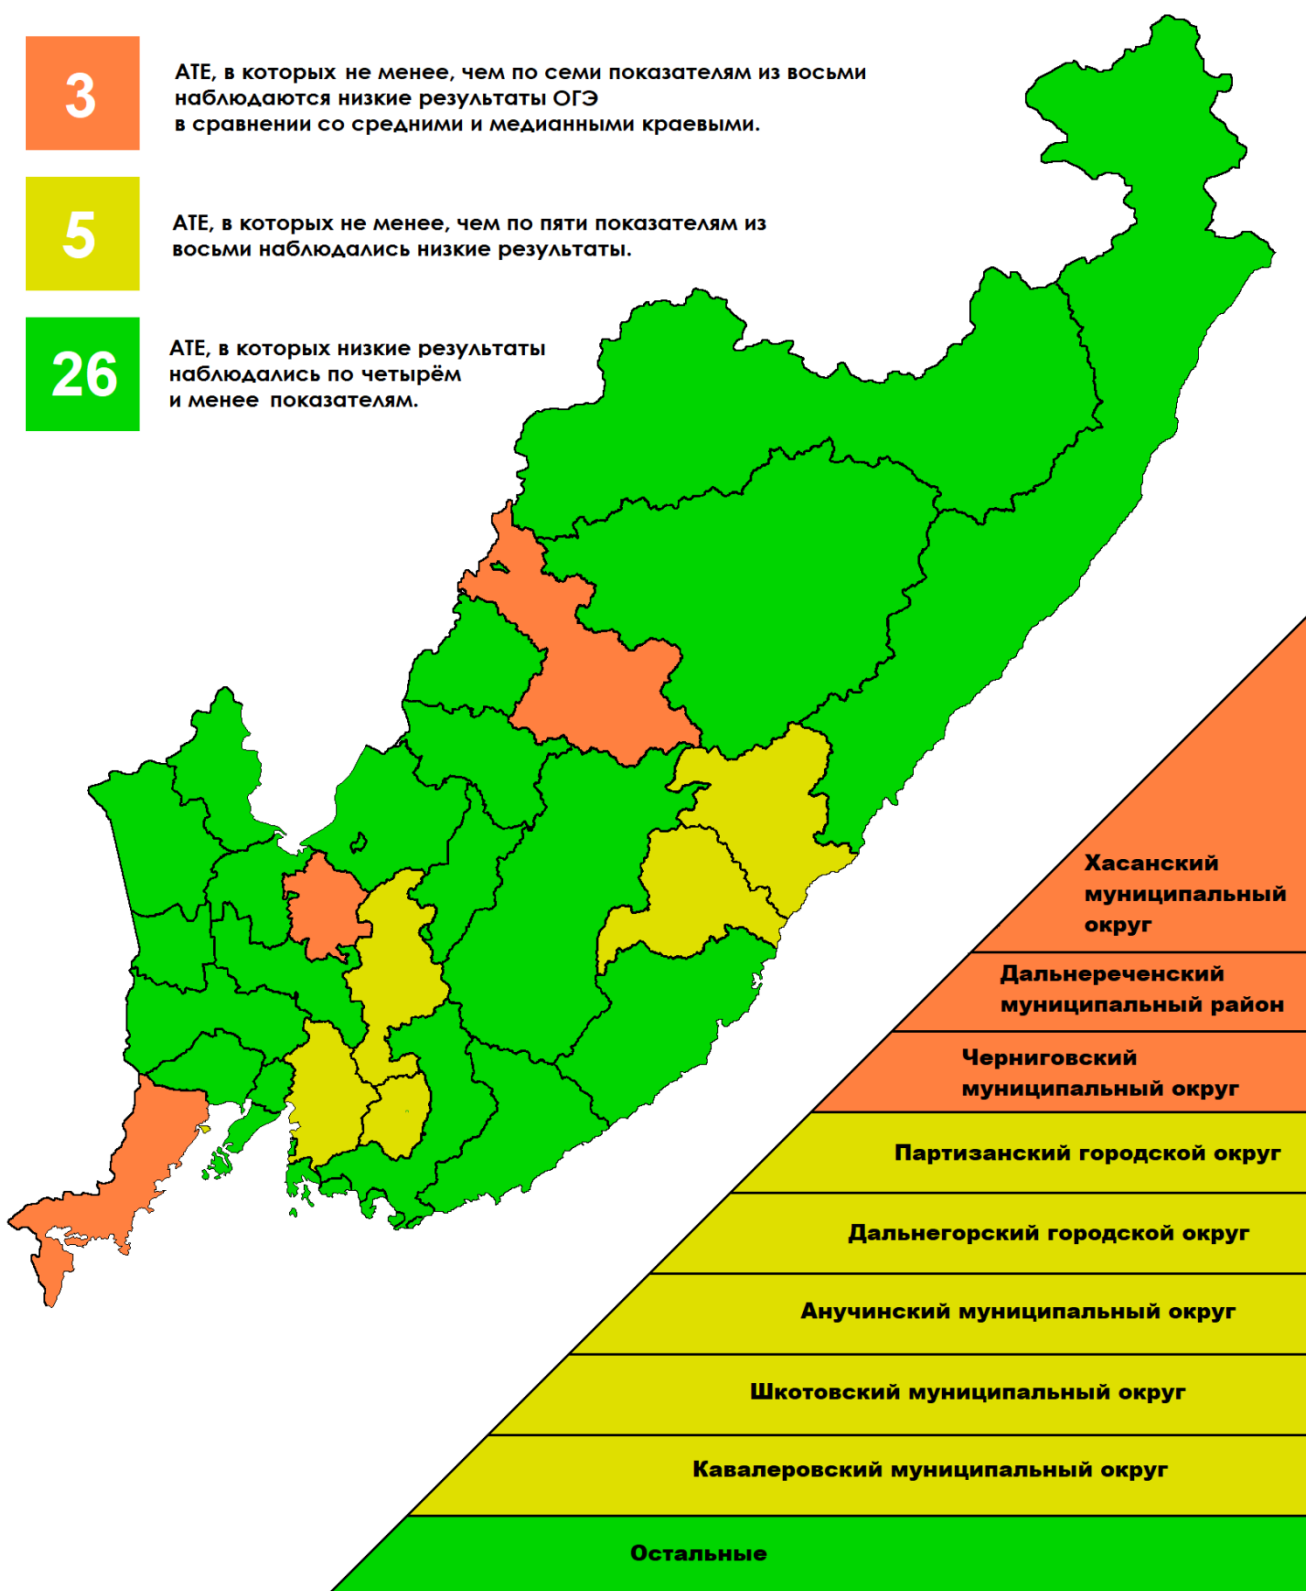 3
АТЕ, в которых не менее, чем по семи показателям из восьми
наблюдаются низкие результаты ОГЭ
в сравнении со средними и медианными краевыми.
5
АТЕ, в которых не менее, чем по пяти показателям из
восьми наблюдались низкие результаты.
26
АТЕ, в которых низкие результаты
наблюдались по четырём
и менее показателям.
Хасанский
муниципальный
округ
Дальнереченский
муниципальный район
Черниговский
муниципальный округ
Партизанский городской округ
Дальнегорский городской округ
Анучинский муниципальный округ
Шкотовский муниципальный округ
Кавалеровский муниципальный округ
Остальные